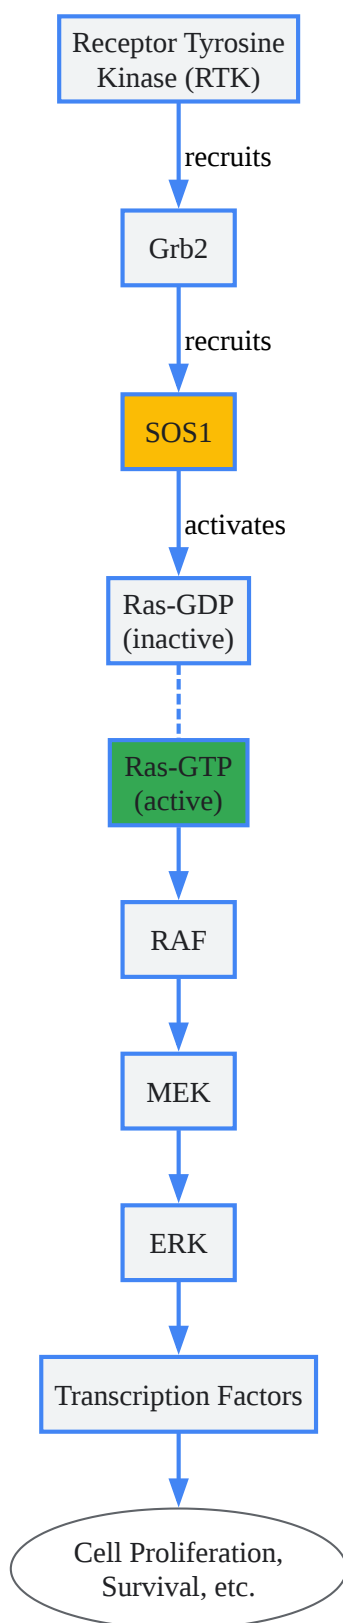 Receptor Tyrosine
Kinase (RTK)
recruits
Grb2
recruits
SOS1
activates
Ras-GDP
(inactive)
Ras-GTP
(active)
RAF
MEK
ERK
Transcription Factors
Cell Proliferation,
Survival, etc.